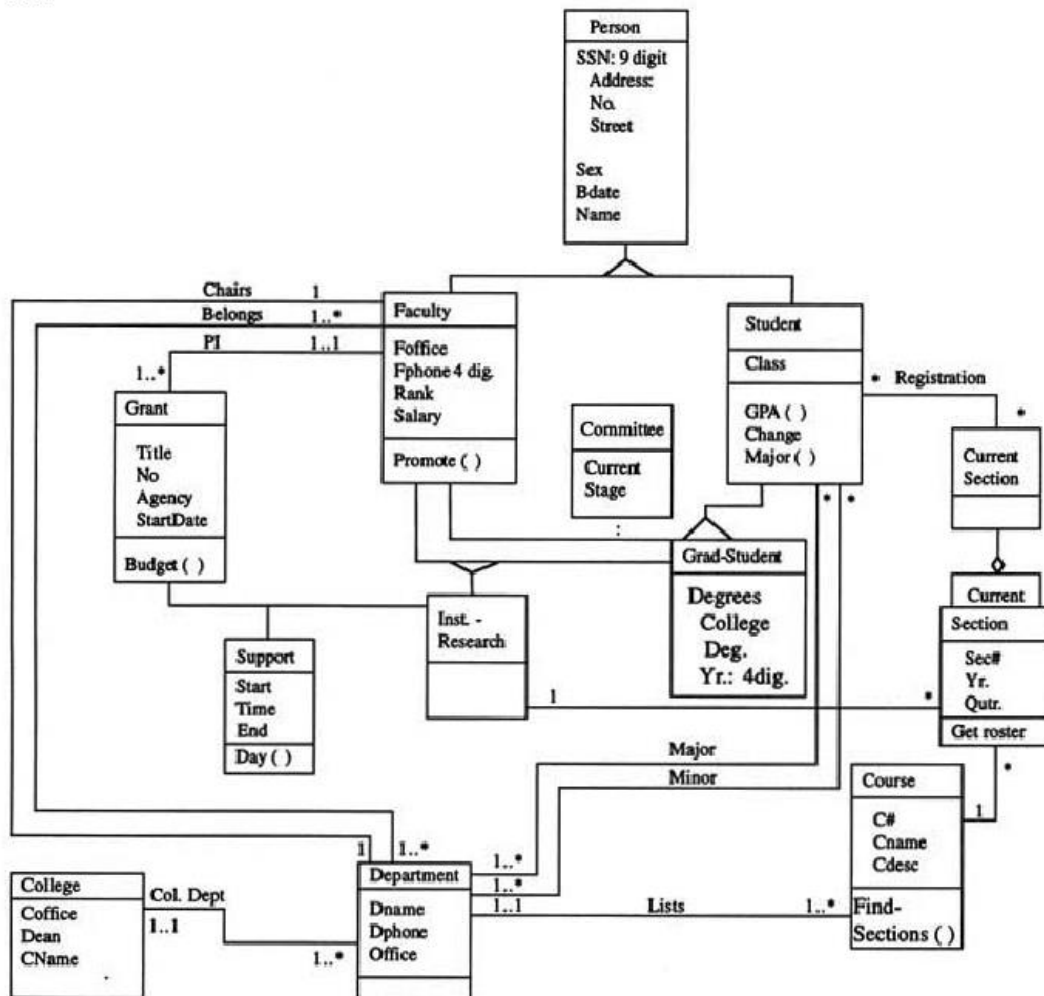 Person
SSN: 9 digit
Address:
No.
Street
Sex
Bdate
Name
Chairs 1
Belongs 1..*
PI 1..1
1..*
Faculty
Foffice
Fphone 4 dig.
Rank
Salary
Promote ( )
Student
Class
GPA ( )
Change
Major ( )
* Registration
*
* *
Grant
Title
No
Agency
StartDate
Budget ( )
Committee
Current
Stage
:
Current
Section
Grad-Student
Degrees
College
Deg.
Yr.: 4dig.
Inst. -
Research
Support
Start
Time
End
Day ( )
Current
Section
Sec#
Yr.
Qutr.
Get roster
1 *
*
1
Major
Minor
Course
C#
Cname
Cdesc
Find-
Sections ( )
1 1..*
1..*
1..*
1..1 Lists 1..*
Department
Dname
Dphone
Office
College
Coffice
Dean
CName
Col. Dept
1..1
1..*